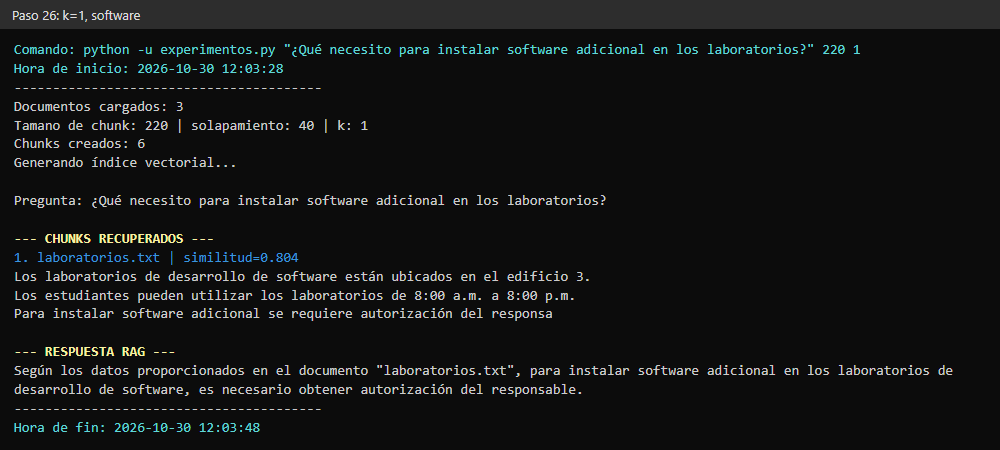 Paso 26: k=1, software
Comando: python -u experimentos.py "¿Qué necesito para instalar software adicional en los laboratorios?" 220 1
Hora de inicio: 2026-10-30 12:03:28
----------------------------------------
Documentos cargados: 3
Tamano de chunk: 220 | solapamiento: 40 | k: 1
Chunks creados: 6
Generando índice vectorial...
Pregunta: ¿Qué necesito para instalar software adicional en los laboratorios?
--- CHUNKS RECUPERADOS ---
1. laboratorios.txt | similitud=0.804
Los laboratorios de desarrollo de software están ubicados en el edificio 3.
Los estudiantes pueden utilizar los laboratorios de 8:00 a.m. a 8:00 p.m.
Para instalar software adicional se requiere autorización del responsa
--- RESPUESTA RAG ---
Según los datos proporcionados en el documento "laboratorios.txt", para instalar software adicional en los laboratorios de
desarrollo de software, es necesario obtener autorización del responsable.
----------------------------------------
Hora de fin: 2026-10-30 12:03:48